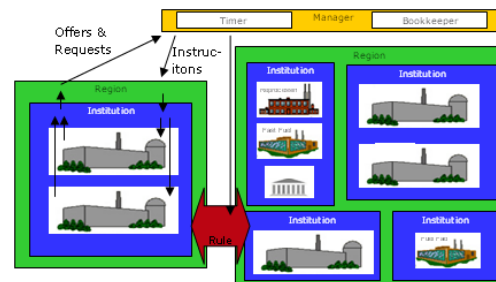 Timer
Manager
Bookkeeper
Offers &
Requests
Instruc-
itons
Region
Institution
Region
Institution
Institution
Fuel Fab
Rule
Institution
Institution
Fuel Fab